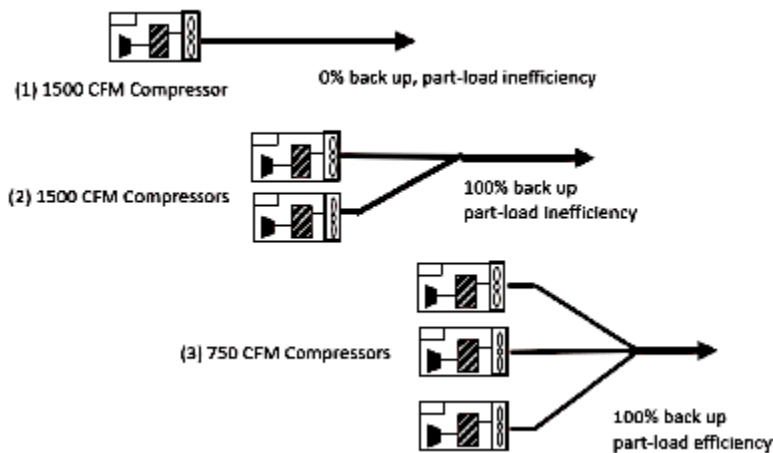 (1) 1500 CFM Compressor
0% back up, part-load inefficiency
(2) 1500 CFM Compressors
100% back up
part-load inefficiency
(3) 750 CFM Compressors
100% back up
part-load efficiency